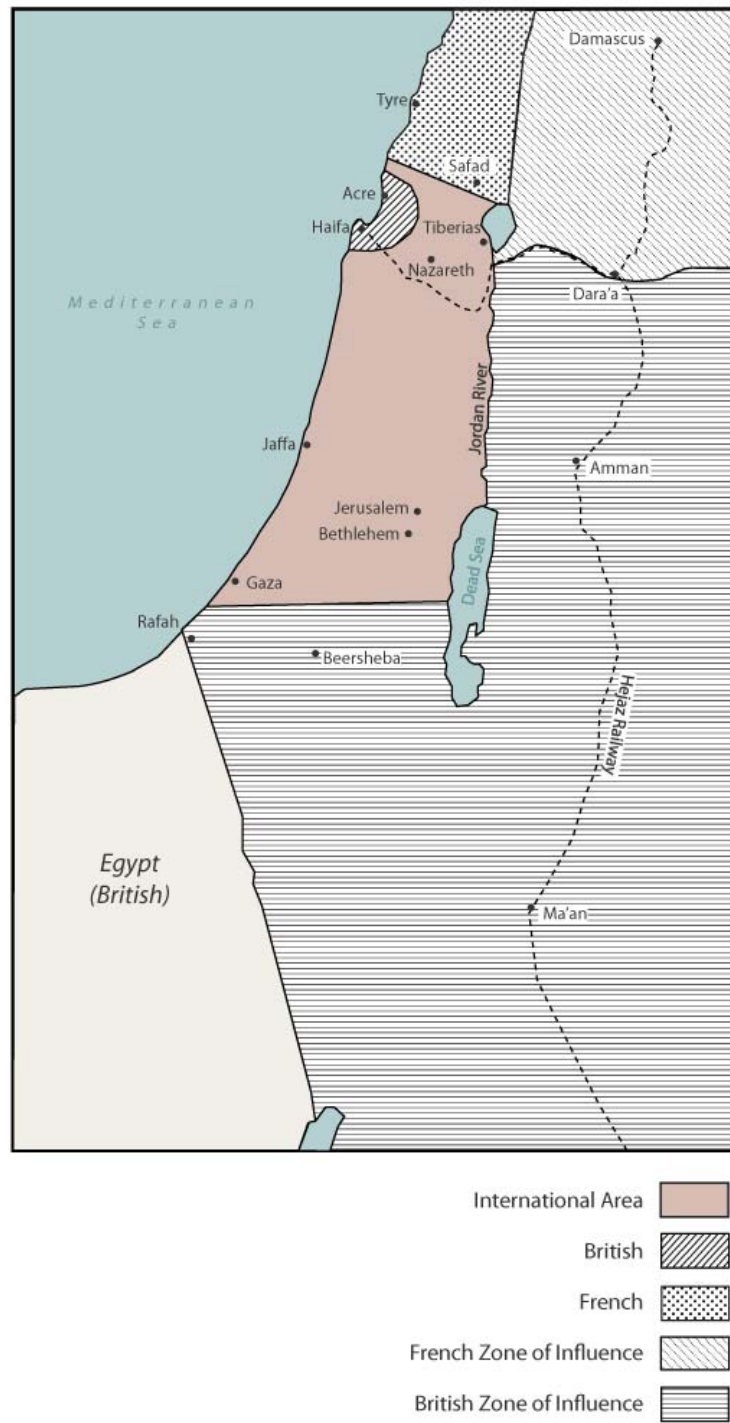 Damascus
Tyre
Safad
Acre
Haifa
Tiberias
Nazareth
Mediterranean
Sea
Dara'a
Jordan River
Jaffa
Amman
Jerusalem
Bethlehem
Dead Sea
Gaza
Rafah
Beersheba
Hejaz Railway
Egypt
(British)
Ma'an
International Area
British
French
French Zone of Influence
British Zone of Influence